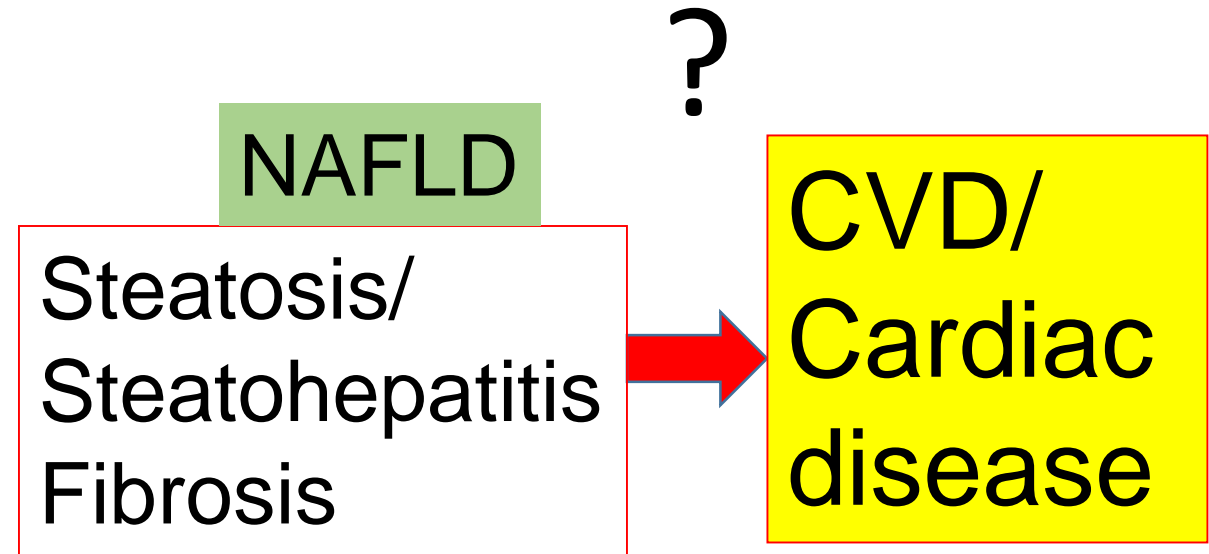 ?
NAFLD
Steatosis/
Steatohepatitis
Fibrosis
CVD/
Cardiac
disease